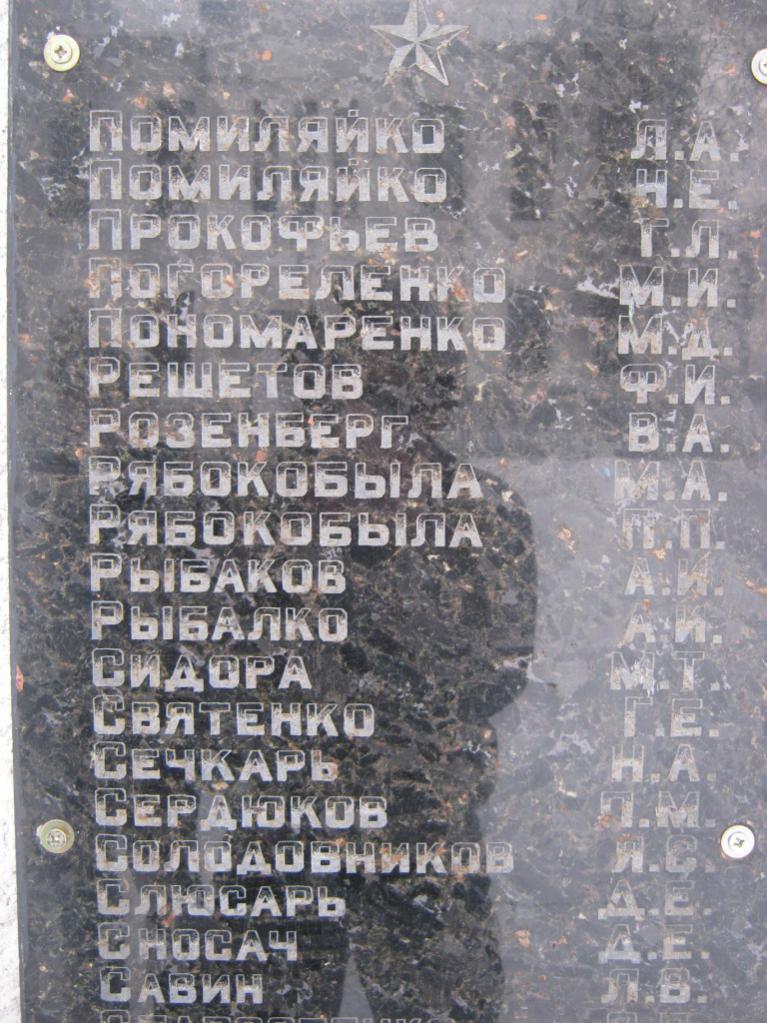 ПОМИЛЯЙКО Л.А.
ПОМИЛЯЙКО Н.Е.
ПРОКОФЬЕВ Г.Л.
ПОГОРЕЛЕНКО М.И.
ПОНОМАРЕНКО М.Д.
РЕШЕТОВ Ф.И.
РОЗЕНБЕРГ В.А.
РЯБОКОБЫЛА М.А.
РЯБОКОБЫЛА П.П.
РЫБАКОВ А.И.
РЫБАЛКО А.И.
СИДОРА М.Т.
СВЯТЕНКО Г.Е.
СЕЧКАРЬ Н.А.
СЕРДЮКОВ П.М.
СОЛОДОВНИКОВ Я.С.
СЛЮСАРЬ Д.Е.
СНОСАЧ Д.Е.
САВИН Л.В.